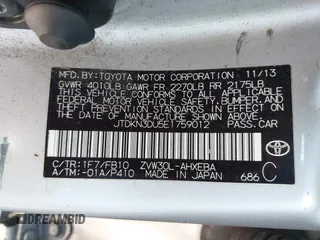 MFD.BY:TOYOTA MOTOR CORPORATION 11/13
GVWR 4010LB GAWR FR 2270LB RR 2175LB
THIS VEHICLE CONFORMS TO ALL APPLICABLE
FEDERAL MOTOR VEHICLE SAFETY, BUMPER, AND
THEFT PREVENTION STANDARDS IN EFFECT ON
THE DATE OF MANUFACTURE SHOWN ABOVE.
JTDKN3DU5E1759012 PASS.CAR
C/TR:1F7/FB10 ZVW30L-AHXEBA
A/TM:-01A/P410 MADE IN JAPAN
686 C
TOYOTA
DREAMBID